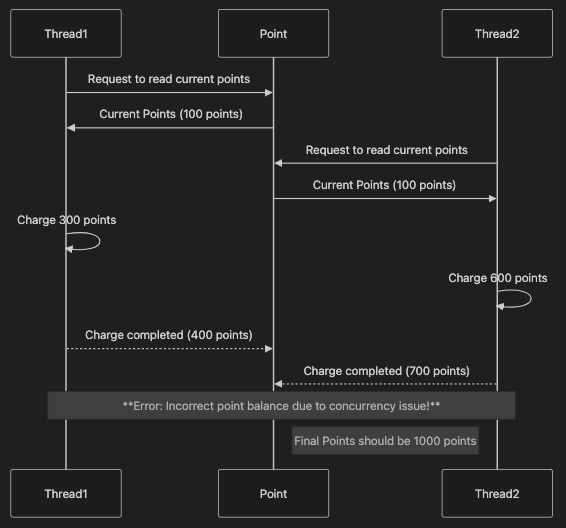 Thread1
Point
Thread2
Request to read current points
Current Points (100 points)
Request to read current points
Current Points (100 points)
Charge 300 points
Charge 600 points
Charge completed (400 points)
Charge completed (700 points)
**Error: Incorrect point balance due to concurrency issue!**
Final Points should be 1000 points
Thread1
Point
Thread2